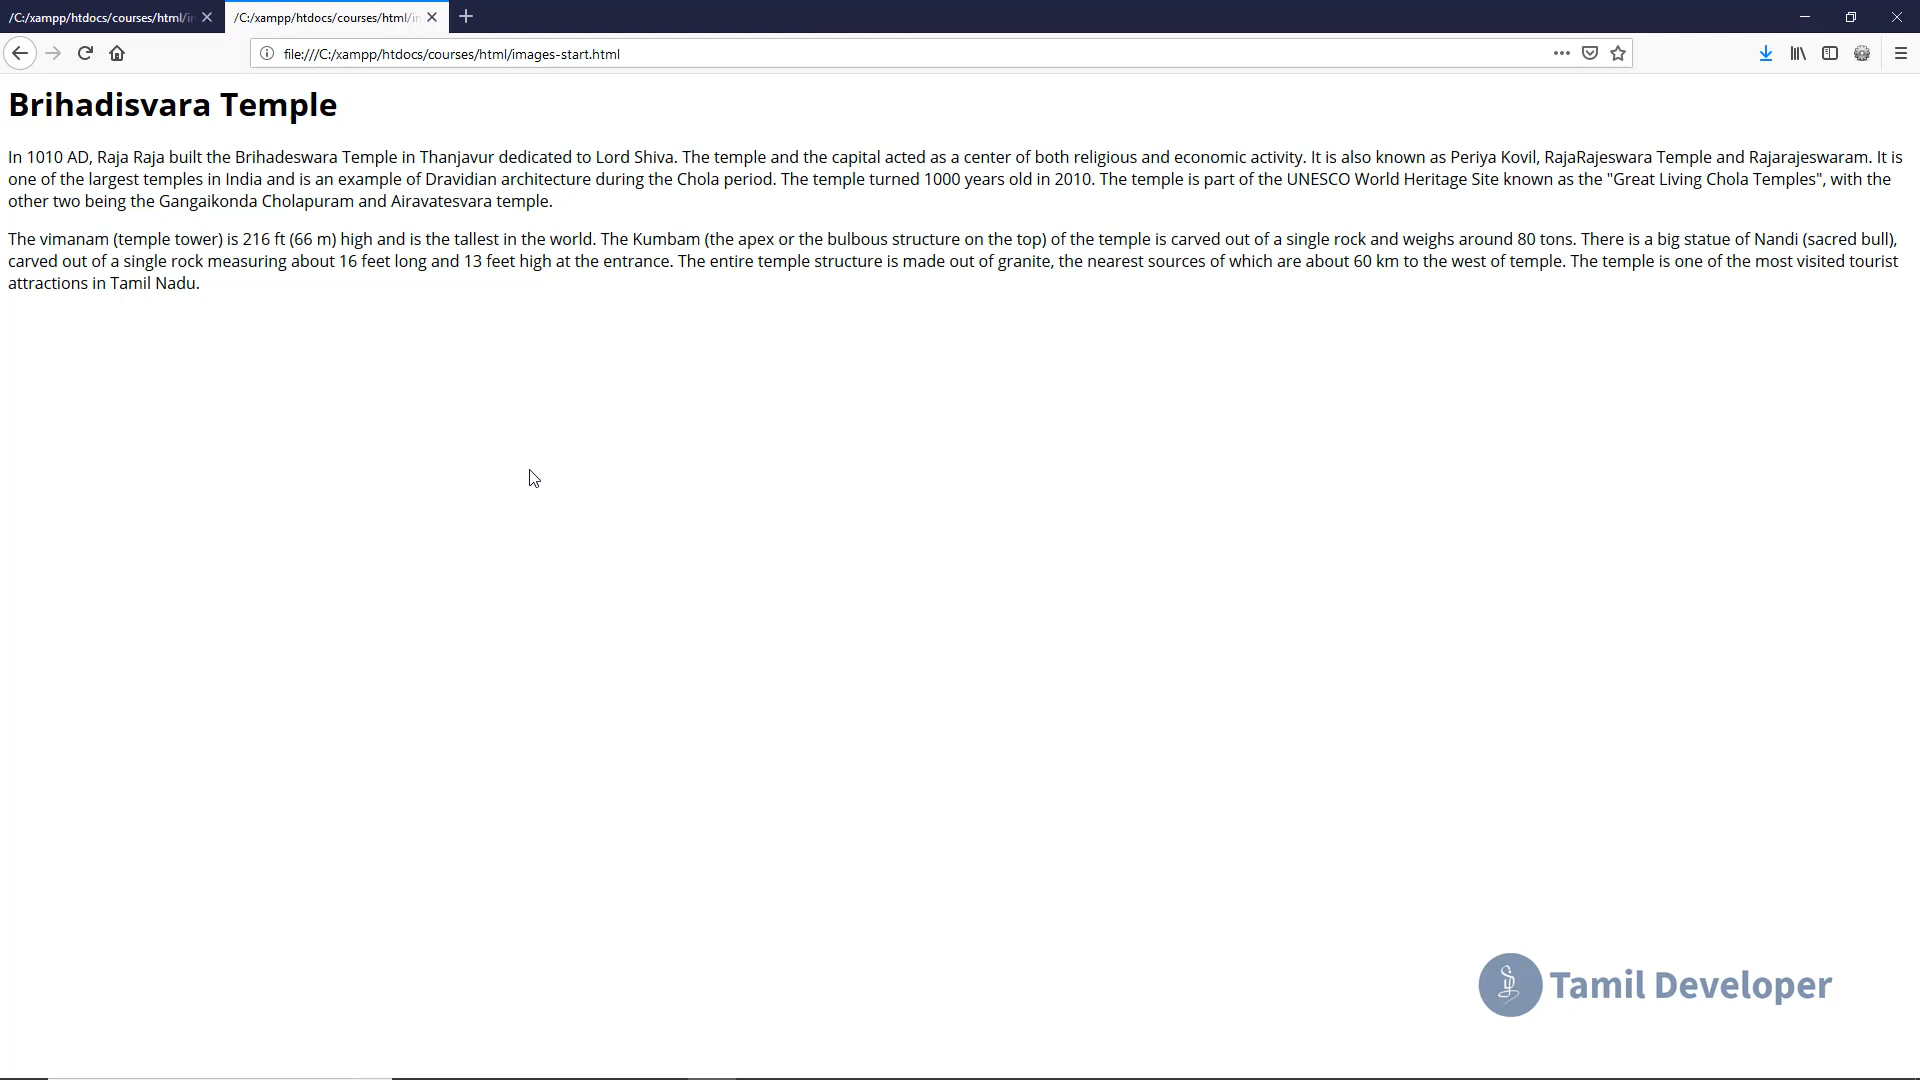 /C:/xampp/htdocs/courses/html/i
/C:/xampp/htdocs/courses/html/i
file:///C:/xampp/htdocs/courses/html/images-start.html
Brihadisvara Temple
In 1010 AD, Raja Raja built the Brihadeswara Temple in Thanjavur dedicated to Lord Shiva. The temple and the capital acted as a center of both religious and economic activity. It is also known as Periya Kovil, RajaRajeswara Temple and Rajarajeswaram. It is
one of the largest temples in India and is an example of Dravidian architecture during the Chola period. The temple turned 1000 years old in 2010. The temple is part of the UNESCO World Heritage Site known as the "Great Living Chola Temples", with the
other two being the Gangaikonda Cholapuram and Airavatesvara temple.
The vimanam (temple tower) is 216 ft (66 m) high and is the tallest in the world. The Kumbam (the apex or the bulbous structure on the top) of the temple is carved out of a single rock and weighs around 80 tons. There is a big statue of Nandi (sacred bull),
carved out of a single rock measuring about 16 feet long and 13 feet high at the entrance. The entire temple structure is made out of granite, the nearest sources of which are about 60 km to the west of temple. The temple is one of the most visited tourist
attractions in Tamil Nadu.
Tamil Developer